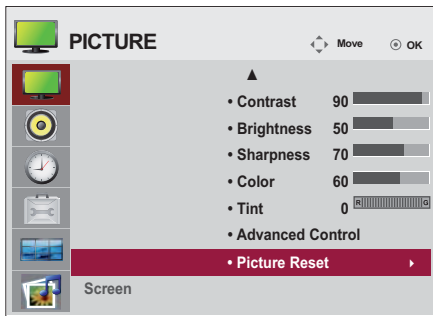 PICTURE Move OK
▲
• Contrast 90
• Brightness 50
• Sharpness 70
• Color 60
• Tint 0 R G
• Advanced Control
• Picture Reset
Screen